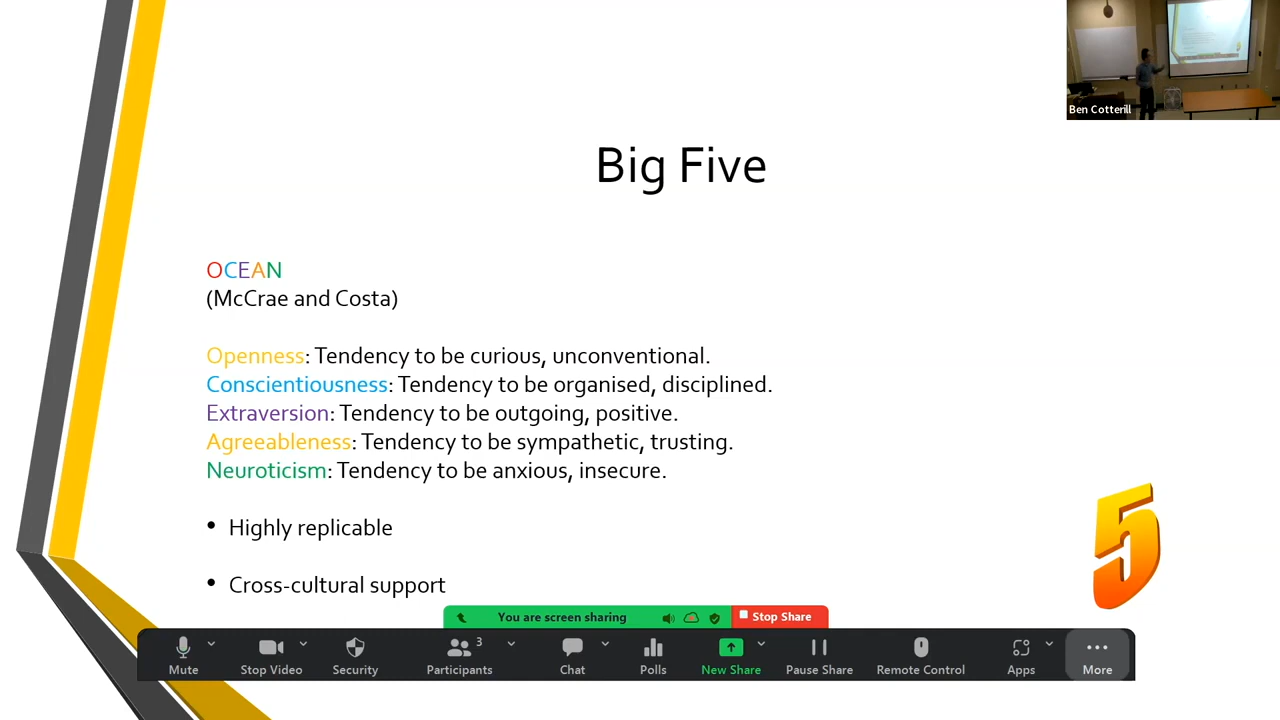 Ben Cotterill
Big Five
OCEAN
(McCrae and Costa)
Openness: Tendency to be curious, unconventional.
Conscientiousness: Tendency to be organised, disciplined.
Extraversion: Tendency to be outgoing, positive.
Agreeableness: Tendency to be sympathetic, trusting.
Neuroticism: Tendency to be anxious, insecure.
• Highly replicable
• Cross-cultural support
5
You are screen sharing Stop Share
Mute Stop Video Security Participants 3 Chat Polls New Share Pause Share Remote Control Apps More